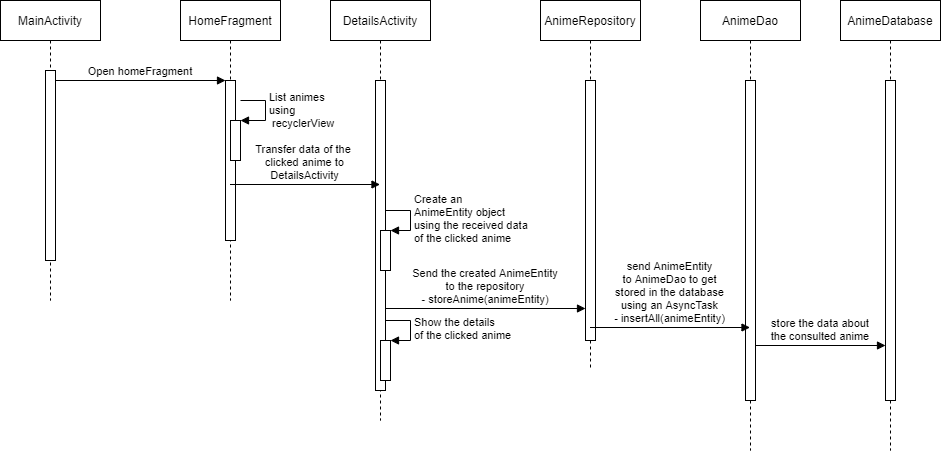 MainActivity
HomeFragment
DetailsActivity
AnimeRepository
AnimeDao
AnimeDatabase
Open homeFragment
List animes
using
recyclerView
Transfer data of the
clicked anime to
DetailsActivity
Create an
AnimeEntity object
using the received data
of the clicked anime
Send the created AnimeEntity
to the repository
- storeAnime(animeEntity)
send AnimeEntity
to AnimeDao to get
stored in the database
using an AsyncTask
- insertAll(animeEntity)
Show the details
of the clicked anime
store the data about
the consulted anime